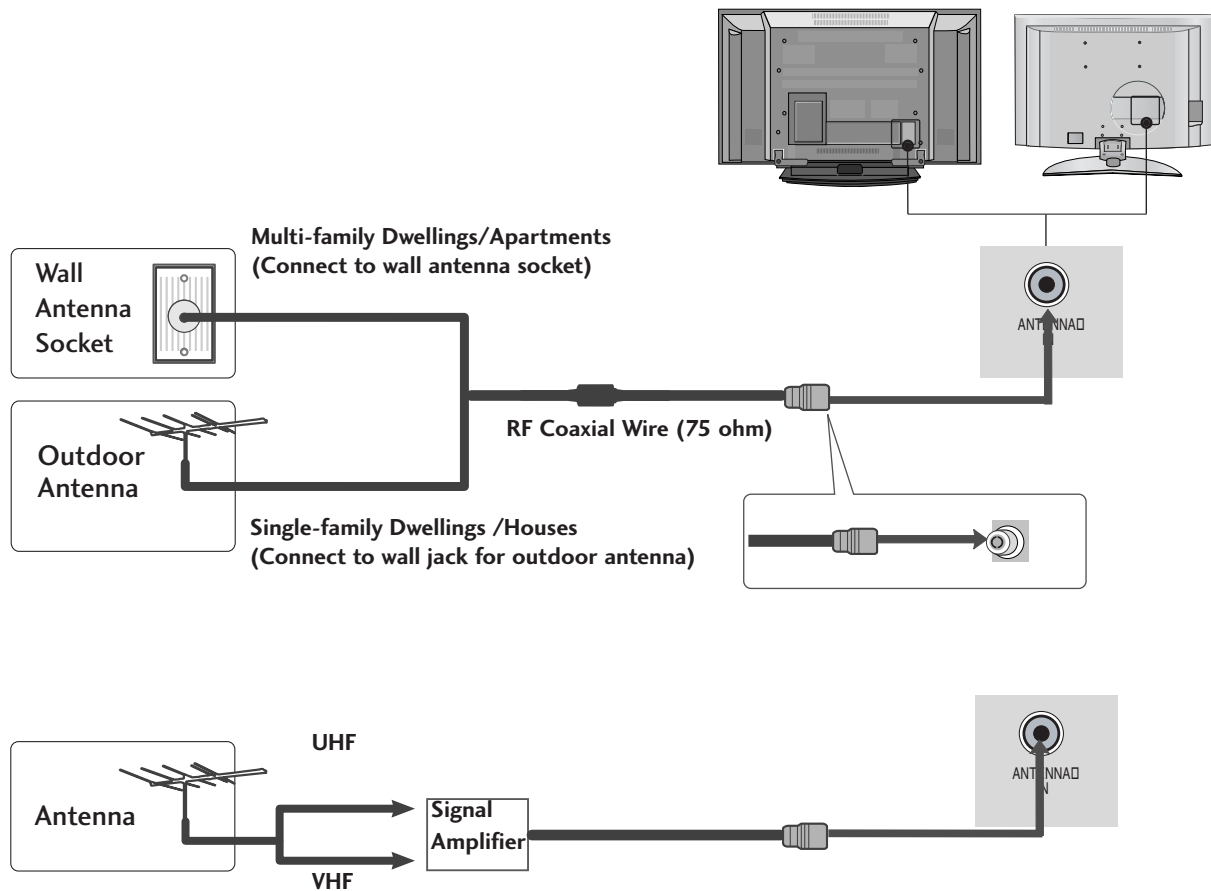 Multi-family Dwellings/Apartments
(Connect to wall antenna socket)
Wall
Antenna
Socket
RF Coaxial Wire (75 ohm)
Outdoor
Antenna
Single-family Dwellings /Houses
(Connect to wall jack for outdoor antenna)
UHF
Antenna
Signal
Amplifier
VHF